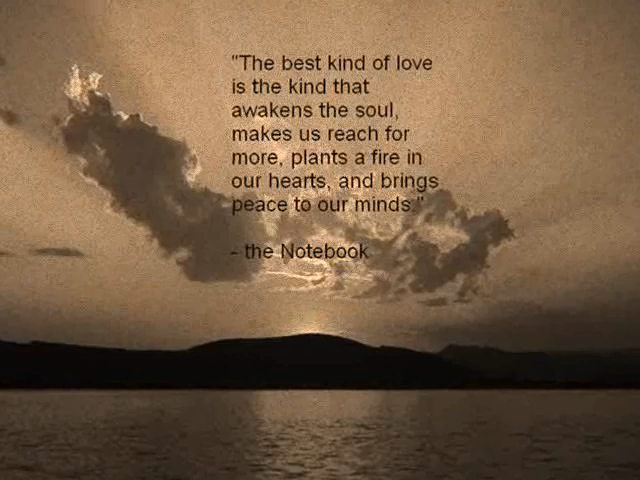 "The best kind of love
is the kind that
awakens the soul,
makes us reach for
more, plants a fire in
our hearts, and brings
peace to our minds."
- the Notebook